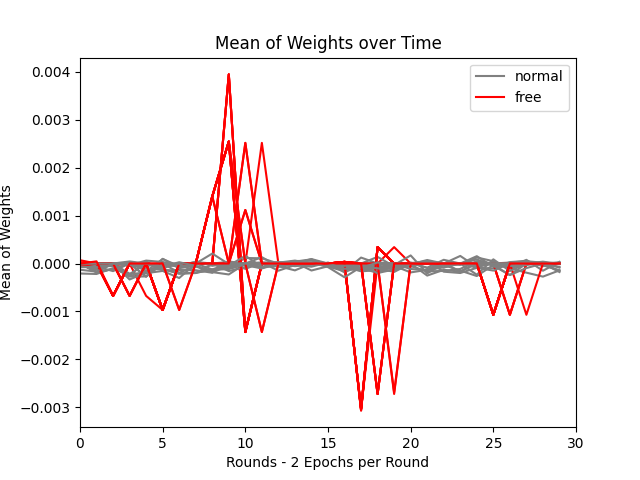 Mean of Weights over Time
normal
free
0.004
0.003
0.002
0.001
0.000
−0.001
−0.002
−0.003
Mean of Weights
0 5 10 15 20 25 30
Rounds - 2 Epochs per Round